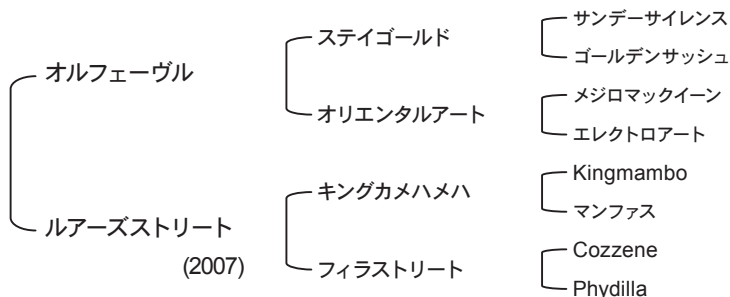 サンデーサイレンス
ステイゴールド
ゴールデンサッシュ
オルフェーヴル
メジロマックイーン
オリエンタルアート
エレクトロアート
Kingmambo
キングカメハメハ
マンファス
ルアーズストリート
(2007)
Cozzene
フィラストリート
Phydilla